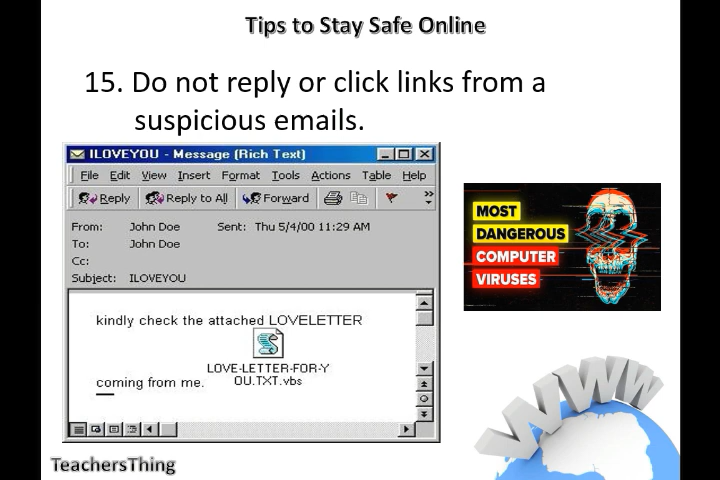 Tips to Stay Safe Online
15. Do not reply or click links from a
suspicious emails.
ILOVEYOU - Message (Rich Text)
File Edit View Insert Format Tools Actions Table Help
Reply Reply to All Forward
From: John Doe Sent: Thu 5/4/00 11:29 AM
To: John Doe
Cc:
Subject: ILOVEYOU
kindly check the attached LOVELETTER
LOVE-LETTER-FOR-Y
OU.TXT.vbs
coming from me.
MOST
DANGEROUS
COMPUTER
VIRUSES
WWW
TeachersThing